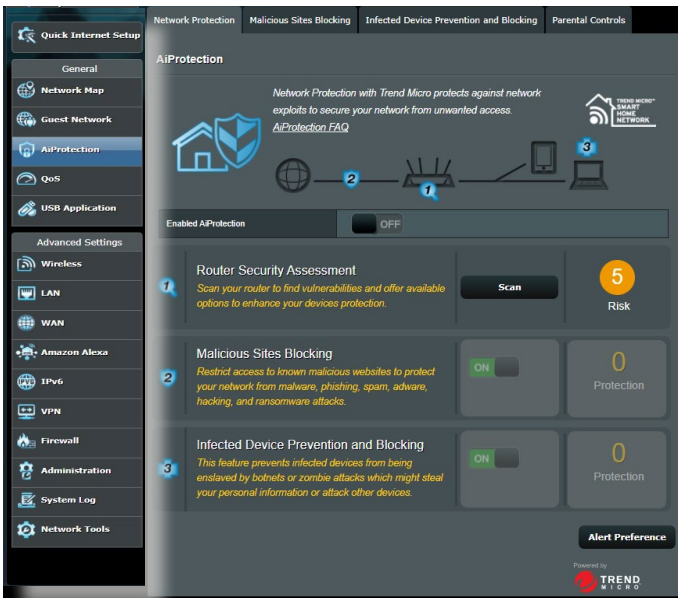 Network Protection
Malicious Sites Blocking
Infected Device Prevention and Blocking
Parental Controls
Quick Internet Setup
General
Network Map
Guest Network
AiProtection
QoS
USB Application
Advanced Settings
Wireless
LAN
WAN
Amazon Alexa
IPv6
VPN
Firewall
Administration
System Log
Network Tools
AiProtection
Network Protection with Trend Micro protects against network
exploits to secure your network from unwanted access.
AiProtection FAQ
TREND MICRO™
SMART
HOME
NETWORK
2
1
3
Enabled AiProtection
OFF
1
Router Security Assessment
Scan your router to find vulnerabilities and offer available
options to enhance your devices protection.
Scan
5
Risk
2
Malicious Sites Blocking
Restrict access to known malicious websites to protect
your network from malware, phishing, spam, adware,
hacking, and ransomware attacks.
ON
0
Protection
3
Infected Device Prevention and Blocking
This feature prevents infected devices from being
enslaved by botnets or zombie attacks which might steal
your personal information or attack other devices.
ON
0
Protection
Alert Preference
Powered by
TREND
MICRO